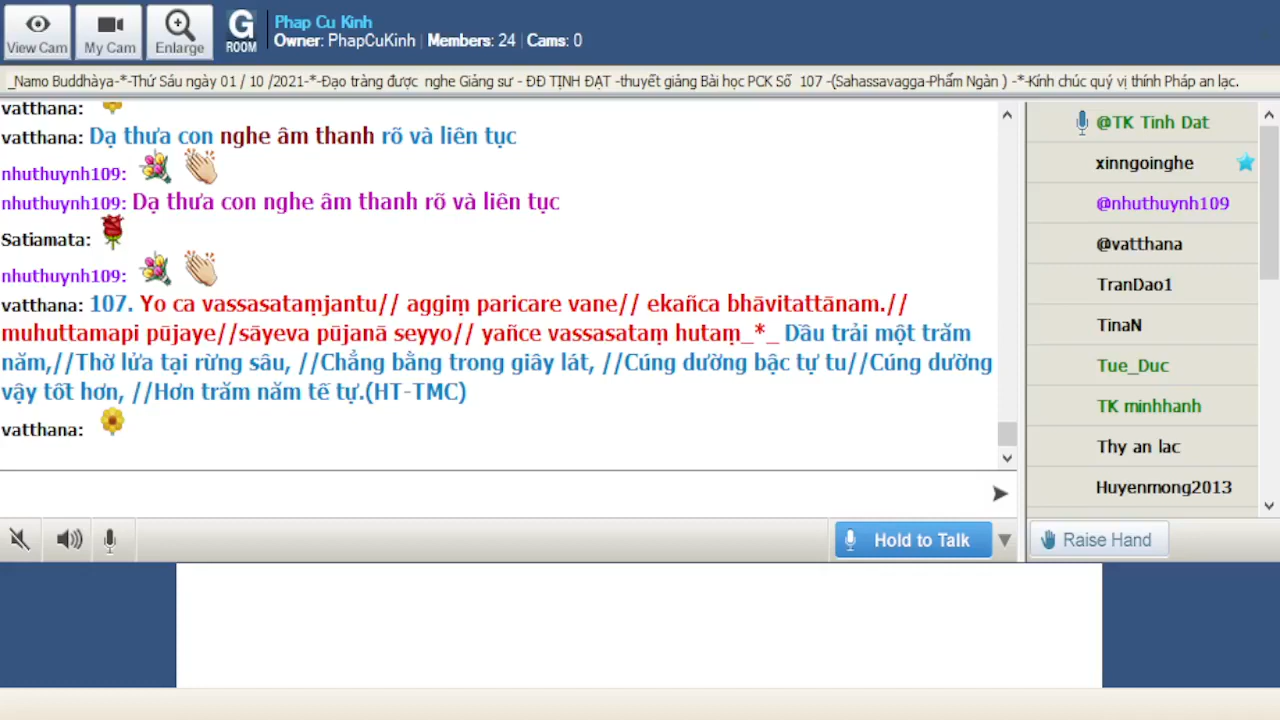 View Cam
My Cam
Enlarge
G
ROOM
Phap Cu Kinh
Owner: PhapCuKinh | Members: 24 | Cams: 0
_Namo Buddhàya-*-Thứ Sáu ngày 01 / 10 /2021-*-Đạo tràng được nghe Giảng sư - ĐĐ TỊNH ĐẠT -thuyết giảng Bài học PCK Số 107 -(Sahassavagga-Phẩm Ngàn ) -*-Kính chúc quý vị thính Pháp an lạc.
vatthana:
vatthana: Dạ thưa con nghe âm thanh rõ và liên tục
nhuthuynh109:
nhuthuynh109: Dạ thưa con nghe âm thanh rõ và liên tục
Satiamata:
nhuthuynh109:
vatthana: 107. Yo ca vassasataṃjantu// aggiṃ paricare vane// ekañca bhāvitattānam.//
muhuttamapi pūjaye//sāyeva pūjanā seyyo// yañce vassasataṃ hutaṃ_*_ Dầu trải một trăm
năm,//Thờ lửa tại rừng sâu, //Chẳng bằng trong giây lát, //Cúng dường bậc tự tu//Cúng dường
vậy tốt hơn, //Hơn trăm năm tế tự.(HT-TMC)
vatthana:
Hold to Talk
@TK Tinh Dat
xinngoinghe
@nhuthuynh109
@vatthana
TranDao1
TinaN
Tue_Duc
TK minhhanh
Thy an lac
Huyenmong2013
Raise Hand